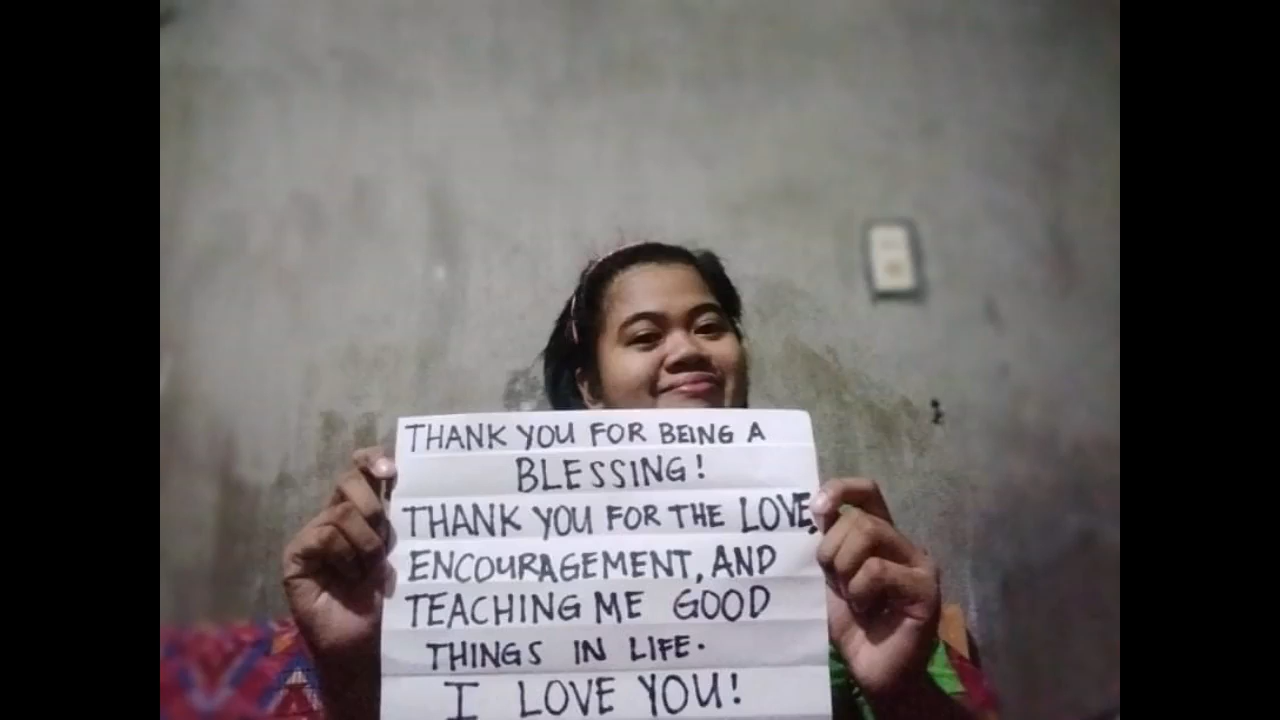 THANK YOU FOR BEING A
BLESSING!
THANK YOU FOR THE LOVE,
ENCOURAGEMENT, AND
TEACHING ME GOOD
THINGS IN LIFE.
I LOVE YOU!